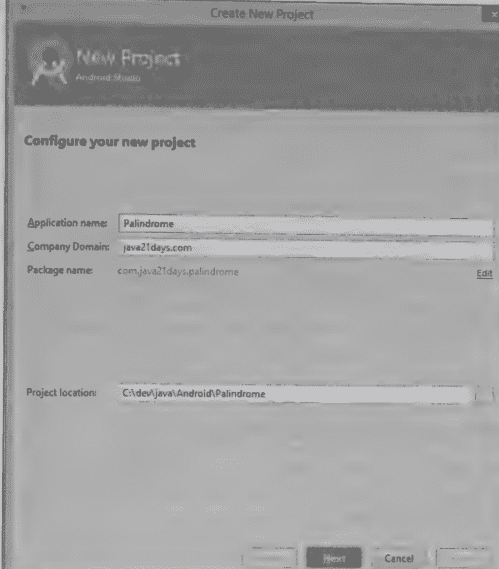 Create New Project
New Project
Android Studio
Configure your new project
Application name: Palindrome
Company Domain: java21days.com
Package name: com.java21days.palindrome Edit
Project location: C:\dev\java\Android\Palindrome
Next Cancel